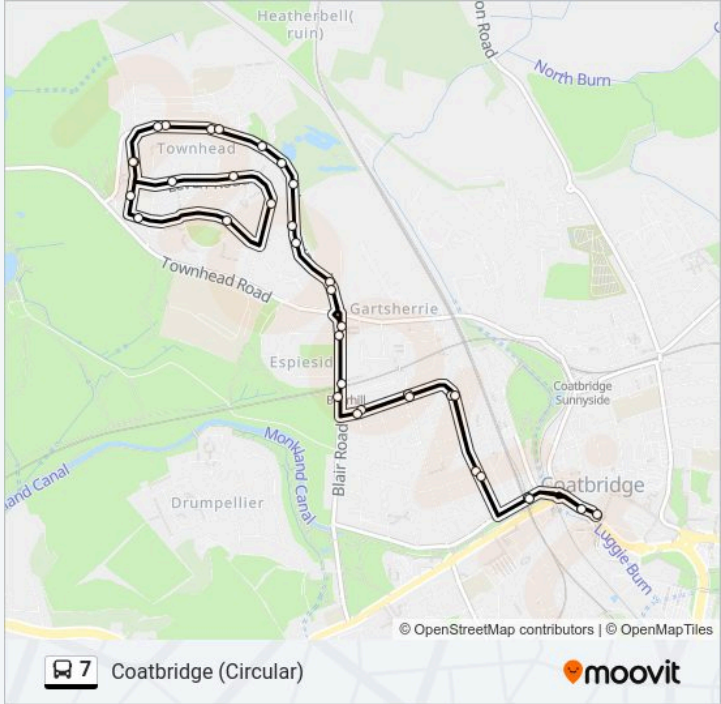 Heatherbell(
ruin)
on Road
North Burn
Townhead
Townhead Road
Gartsherrie
Espiesid
Coatbridge
Sunnyside
Blair Road
Monkland
Canal
and Canal
Drumpellier
Coatbridge
Luggie Burn
© OpenStreetMap contributors | © OpenMapTiles
7 Coatbridge (Circular)
moovit